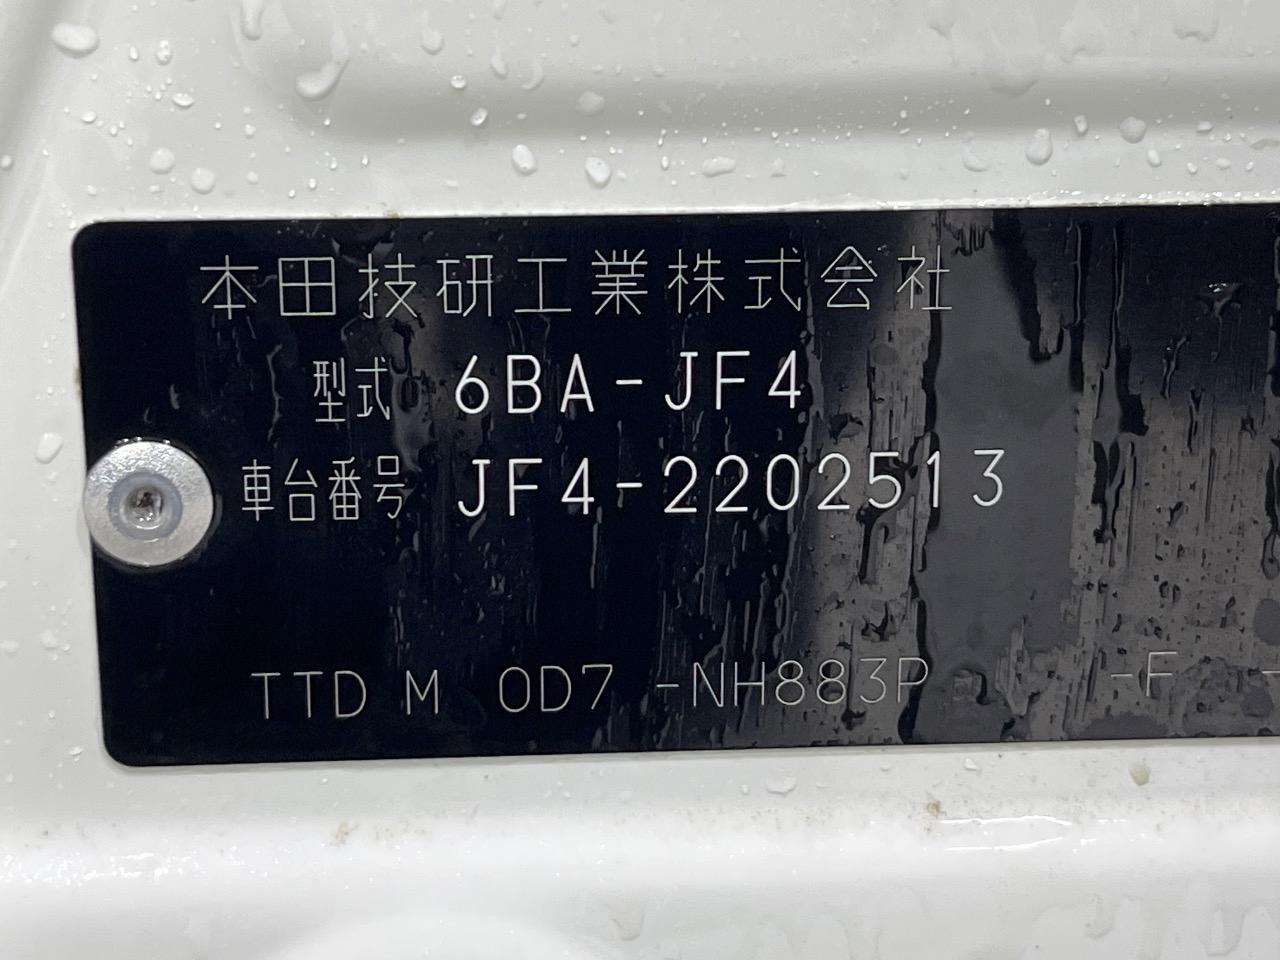 本田技研工業株式会社
型式 6BA-JF4
車台番号 JF4-2202513
TTD M 0D7 -NH883P -F -